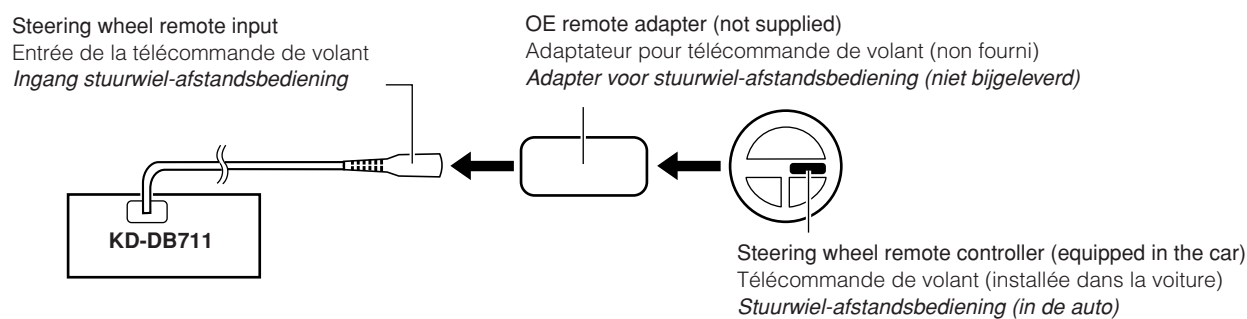 Steering wheel remote input
Entrée de la télécommande de volant
Ingang stuurwiel-afstandsbediening
OE remote adapter (not supplied)
Adaptateur pour télécommande de volant (non fourni)
Adapter voor stuurwiel-afstandsbediening (niet bijgeleverd)
KD-DB711
Steering wheel remote controller (equipped in the car)
Télécommande de volant (installée dans la voiture)
Stuurwiel-afstandsbediening (in de auto)